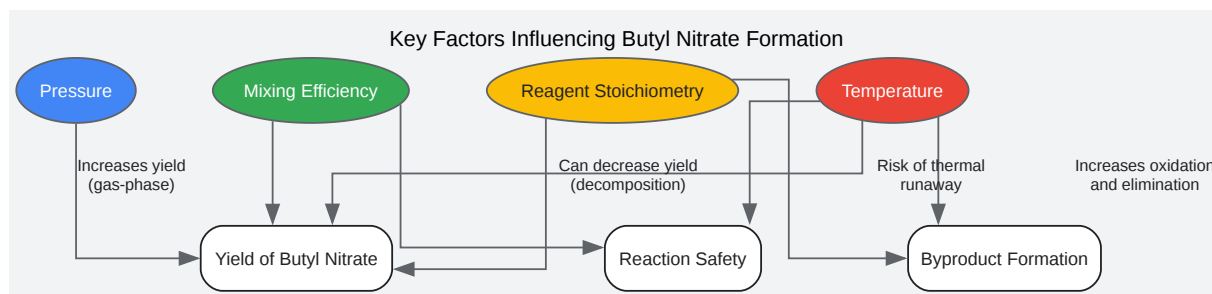 Key Factors Influencing Butyl Nitrate Formation
Pressure
Mixing Efficiency
Reagent Stoichiometry
Temperature
Increases yield
(gas-phase)
Can decrease yield
(decomposition)
Risk of thermal
runaway
Increases oxidation
and elimination
Yield of Butyl Nitrate
Reaction Safety
Byproduct Formation